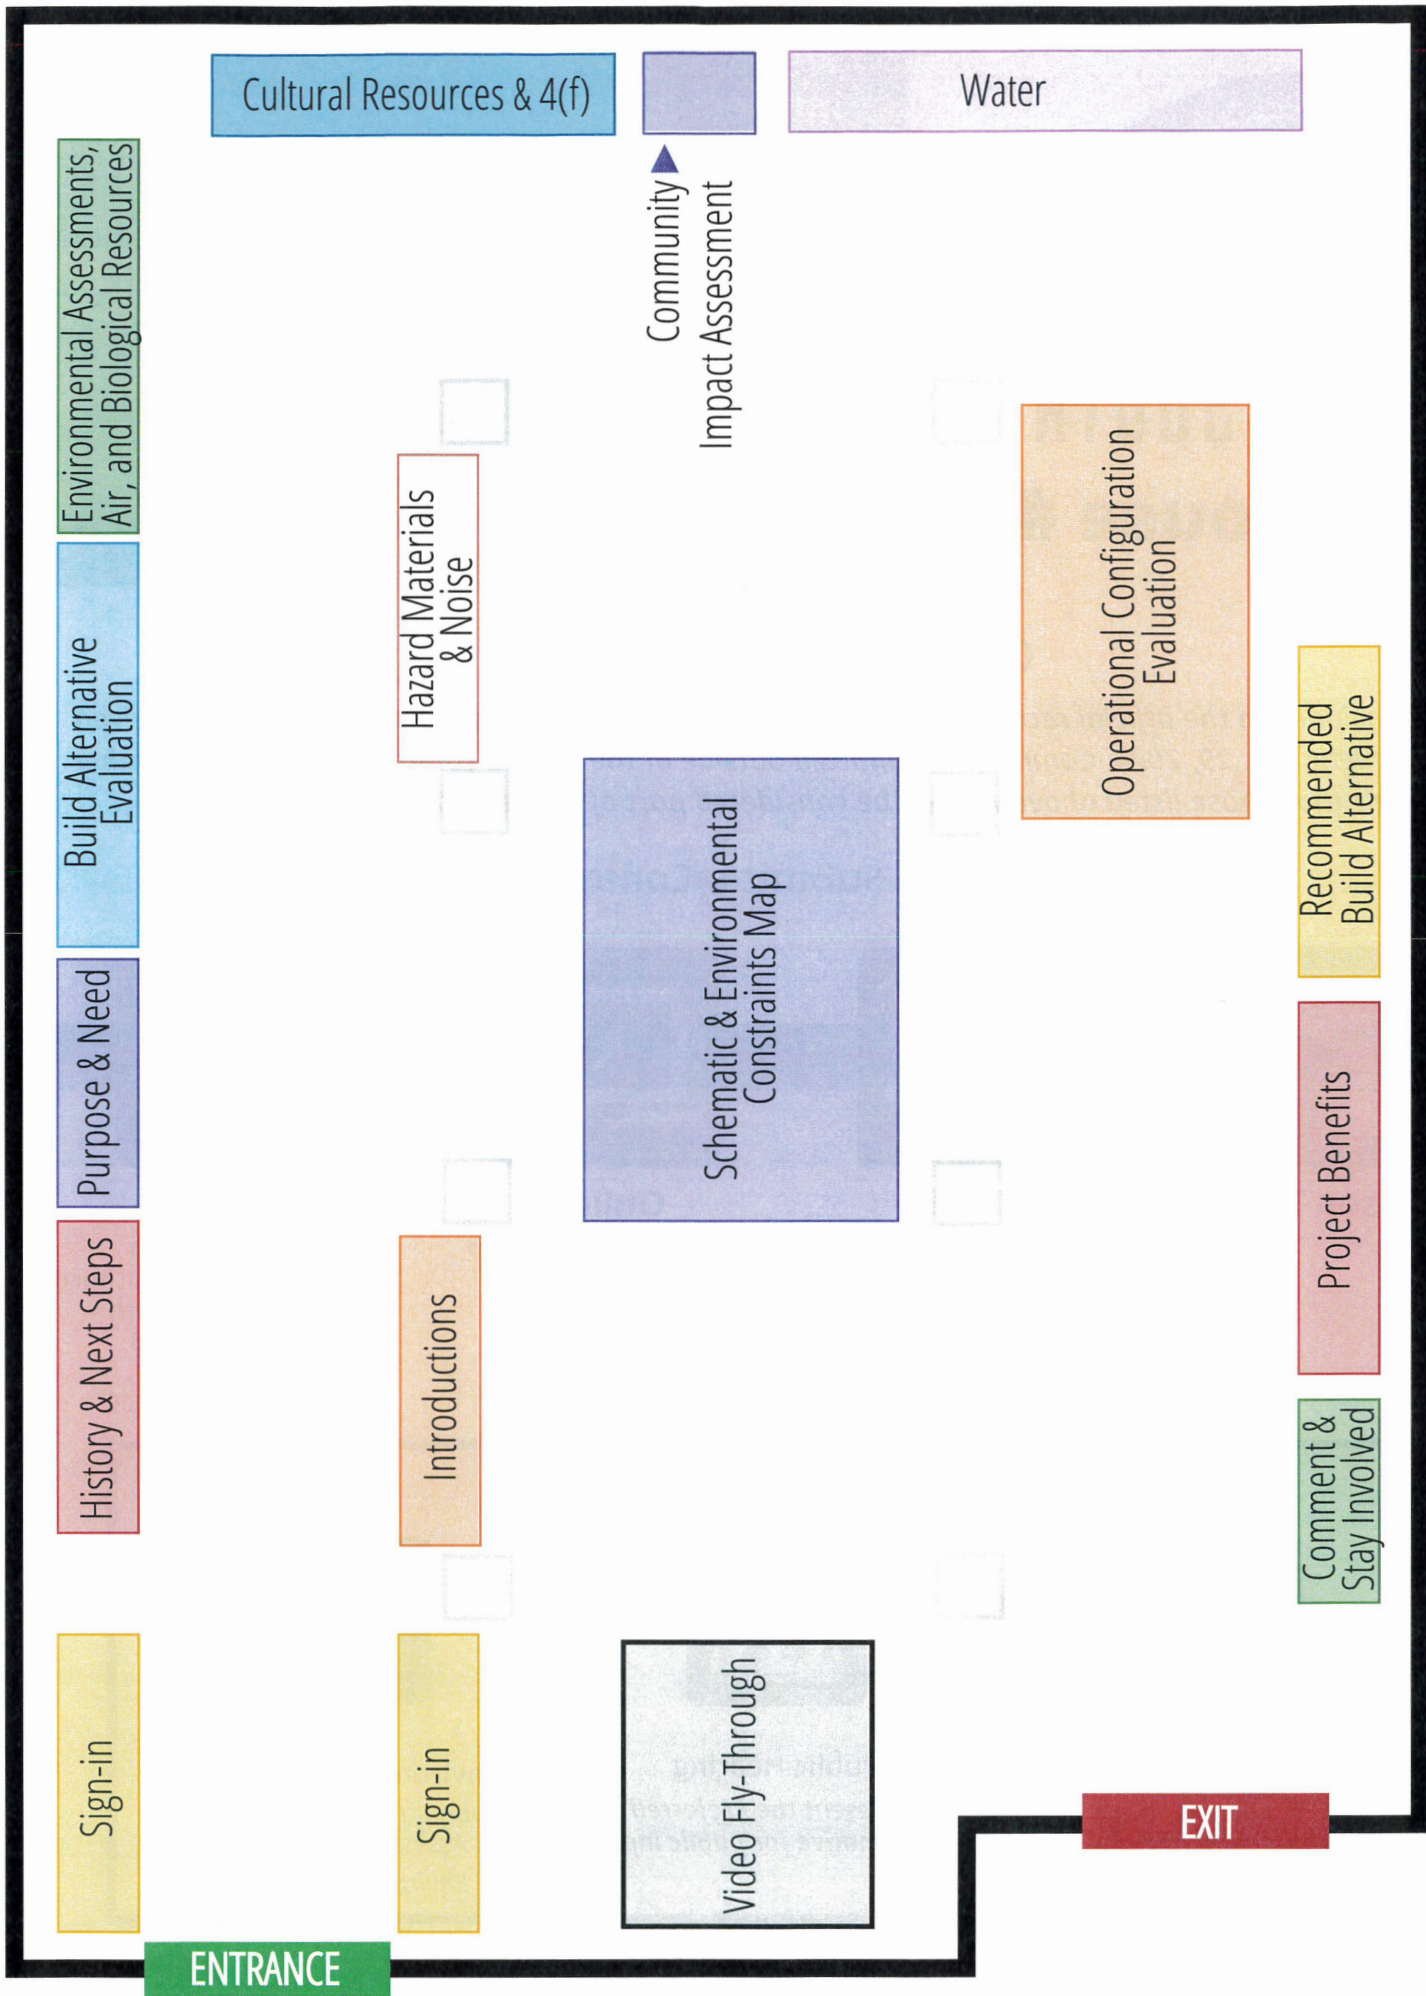 Cultural Resources & 4(f)
Water
Community
Impact Assessment
Environmental Assessments,
Air, and Biological Resources
Build Alternative
Evaluation
Hazard Materials
& Noise
Operational Configuration
Evaluation
Purpose & Need
Schematic & Environmental
Constraints Map
Recommended
Build Alternative
History & Next Steps
Introductions
Project Benefits
Comment &
Stay Involved
Sign-in
Sign-in
Video Fly-Through
EXIT
ENTRANCE